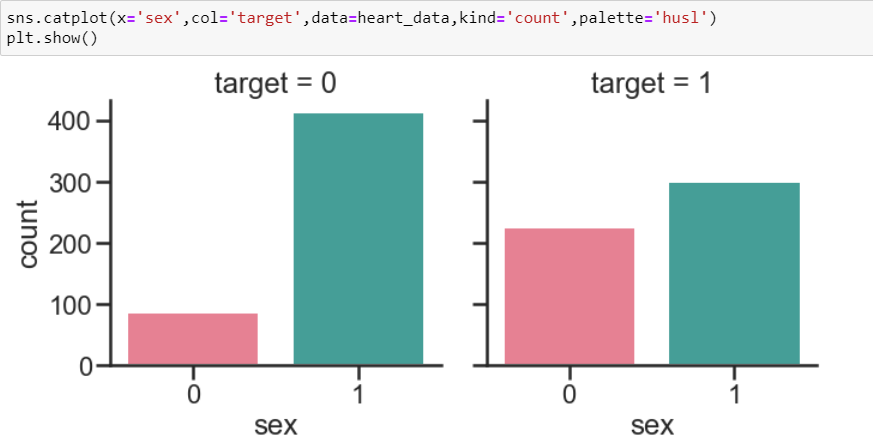 sns.catplot(x='sex',col='target',data=heart_data,kind='count',palette='husl')
plt.show()
target = 0
target = 1
400
300
200
100
0
count
0
1
0
1
sex
sex